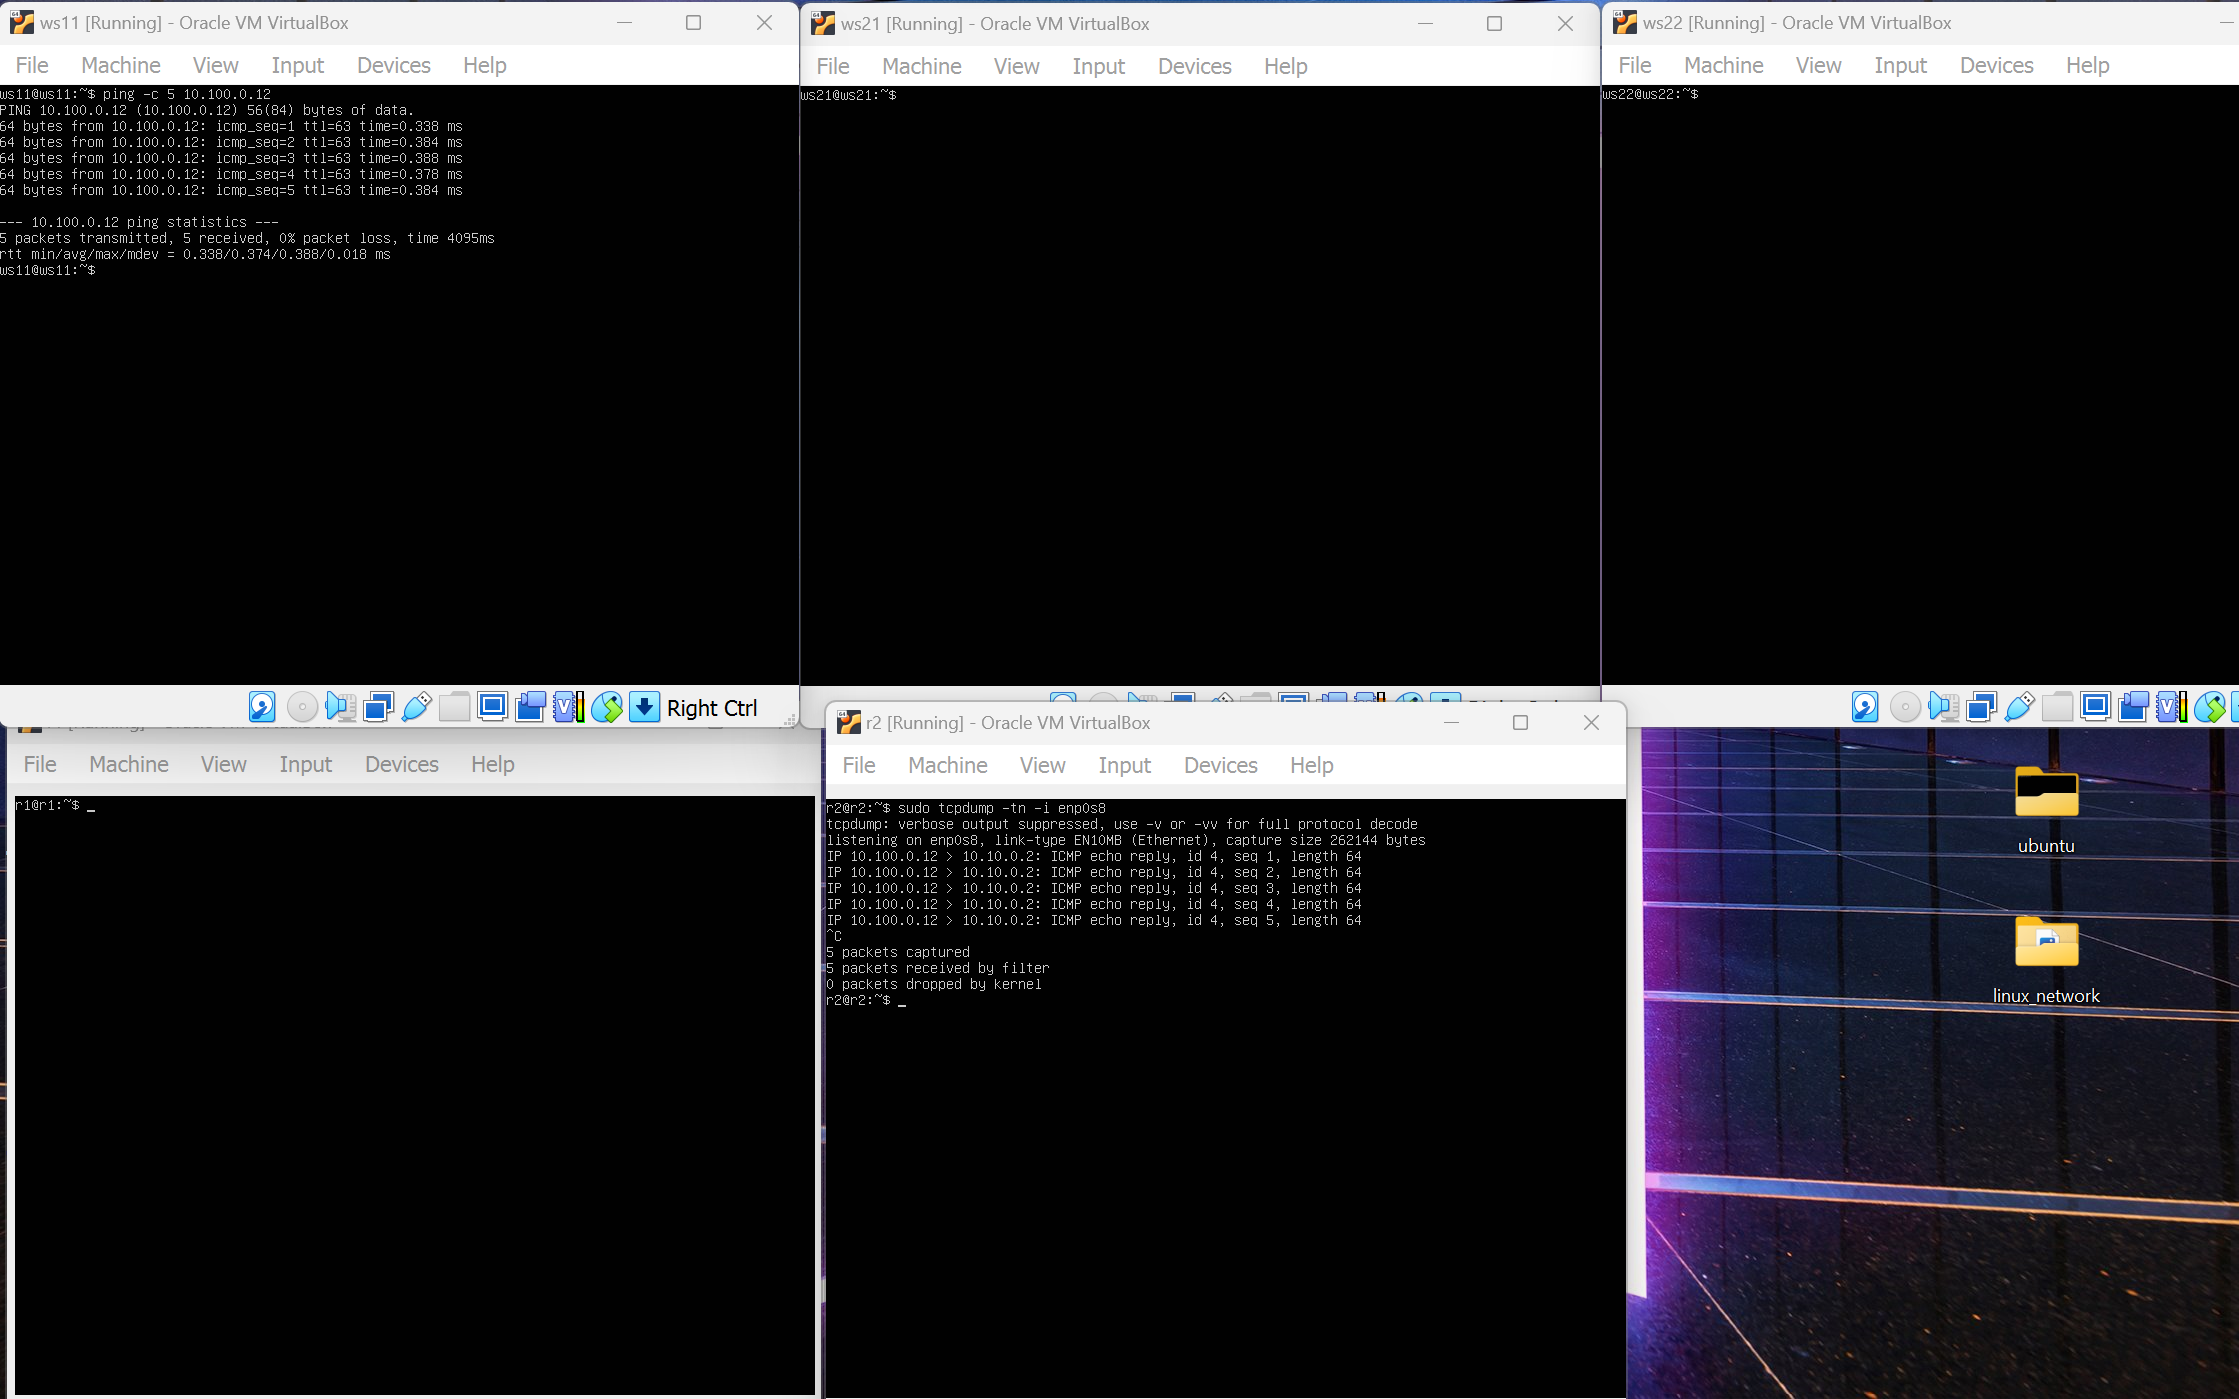 ws11 [Running] - Oracle VM VirtualBox
File Machine View Input Devices Help
ws11@ws11:~$ ping -c 5 10.100.0.12
PING 10.100.0.12 (10.100.0.12) 56(84) bytes of data.
64 bytes from 10.100.0.12: icmp_seq=1 ttl=63 time=0.338 ms
64 bytes from 10.100.0.12: icmp_seq=2 ttl=63 time=0.384 ms
64 bytes from 10.100.0.12: icmp_seq=3 ttl=63 time=0.388 ms
64 bytes from 10.100.0.12: icmp_seq=4 ttl=63 time=0.378 ms
64 bytes from 10.100.0.12: icmp_seq=5 ttl=63 time=0.384 ms
--- 10.100.0.12 ping statistics ---
5 packets transmitted, 5 received, 0% packet loss, time 4095ms
rtt min/avg/max/mdev = 0.338/0.374/0.388/0.018 ms
ws11@ws11:~$
Right Ctrl
ws21 [Running] - Oracle VM VirtualBox
File Machine View Input Devices Help
ws21@ws21:~$
ws22 [Running] - Oracle VM VirtualBox
File Machine View Input Devices Help
ws22@ws22:~$
File Machine View Input Devices Help
r1@r1:~$ _
r2 [Running] - Oracle VM VirtualBox
File Machine View Input Devices Help
r2@r2:~$ sudo tcpdump -tn -i enp0s8
tcpdump: verbose output suppressed, use -v or -vv for full protocol decode
listening on enp0s8, link-type EN10MB (Ethernet), capture size 262144 bytes
IP 10.100.0.12 > 10.10.0.2: ICMP echo reply, id 4, seq 1, length 64
IP 10.100.0.12 > 10.10.0.2: ICMP echo reply, id 4, seq 2, length 64
IP 10.100.0.12 > 10.10.0.2: ICMP echo reply, id 4, seq 3, length 64
IP 10.100.0.12 > 10.10.0.2: ICMP echo reply, id 4, seq 4, length 64
IP 10.100.0.12 > 10.10.0.2: ICMP echo reply, id 4, seq 5, length 64
^C
5 packets captured
5 packets received by filter
0 packets dropped by kernel
r2@r2:~$ _
ubuntu
linux_network